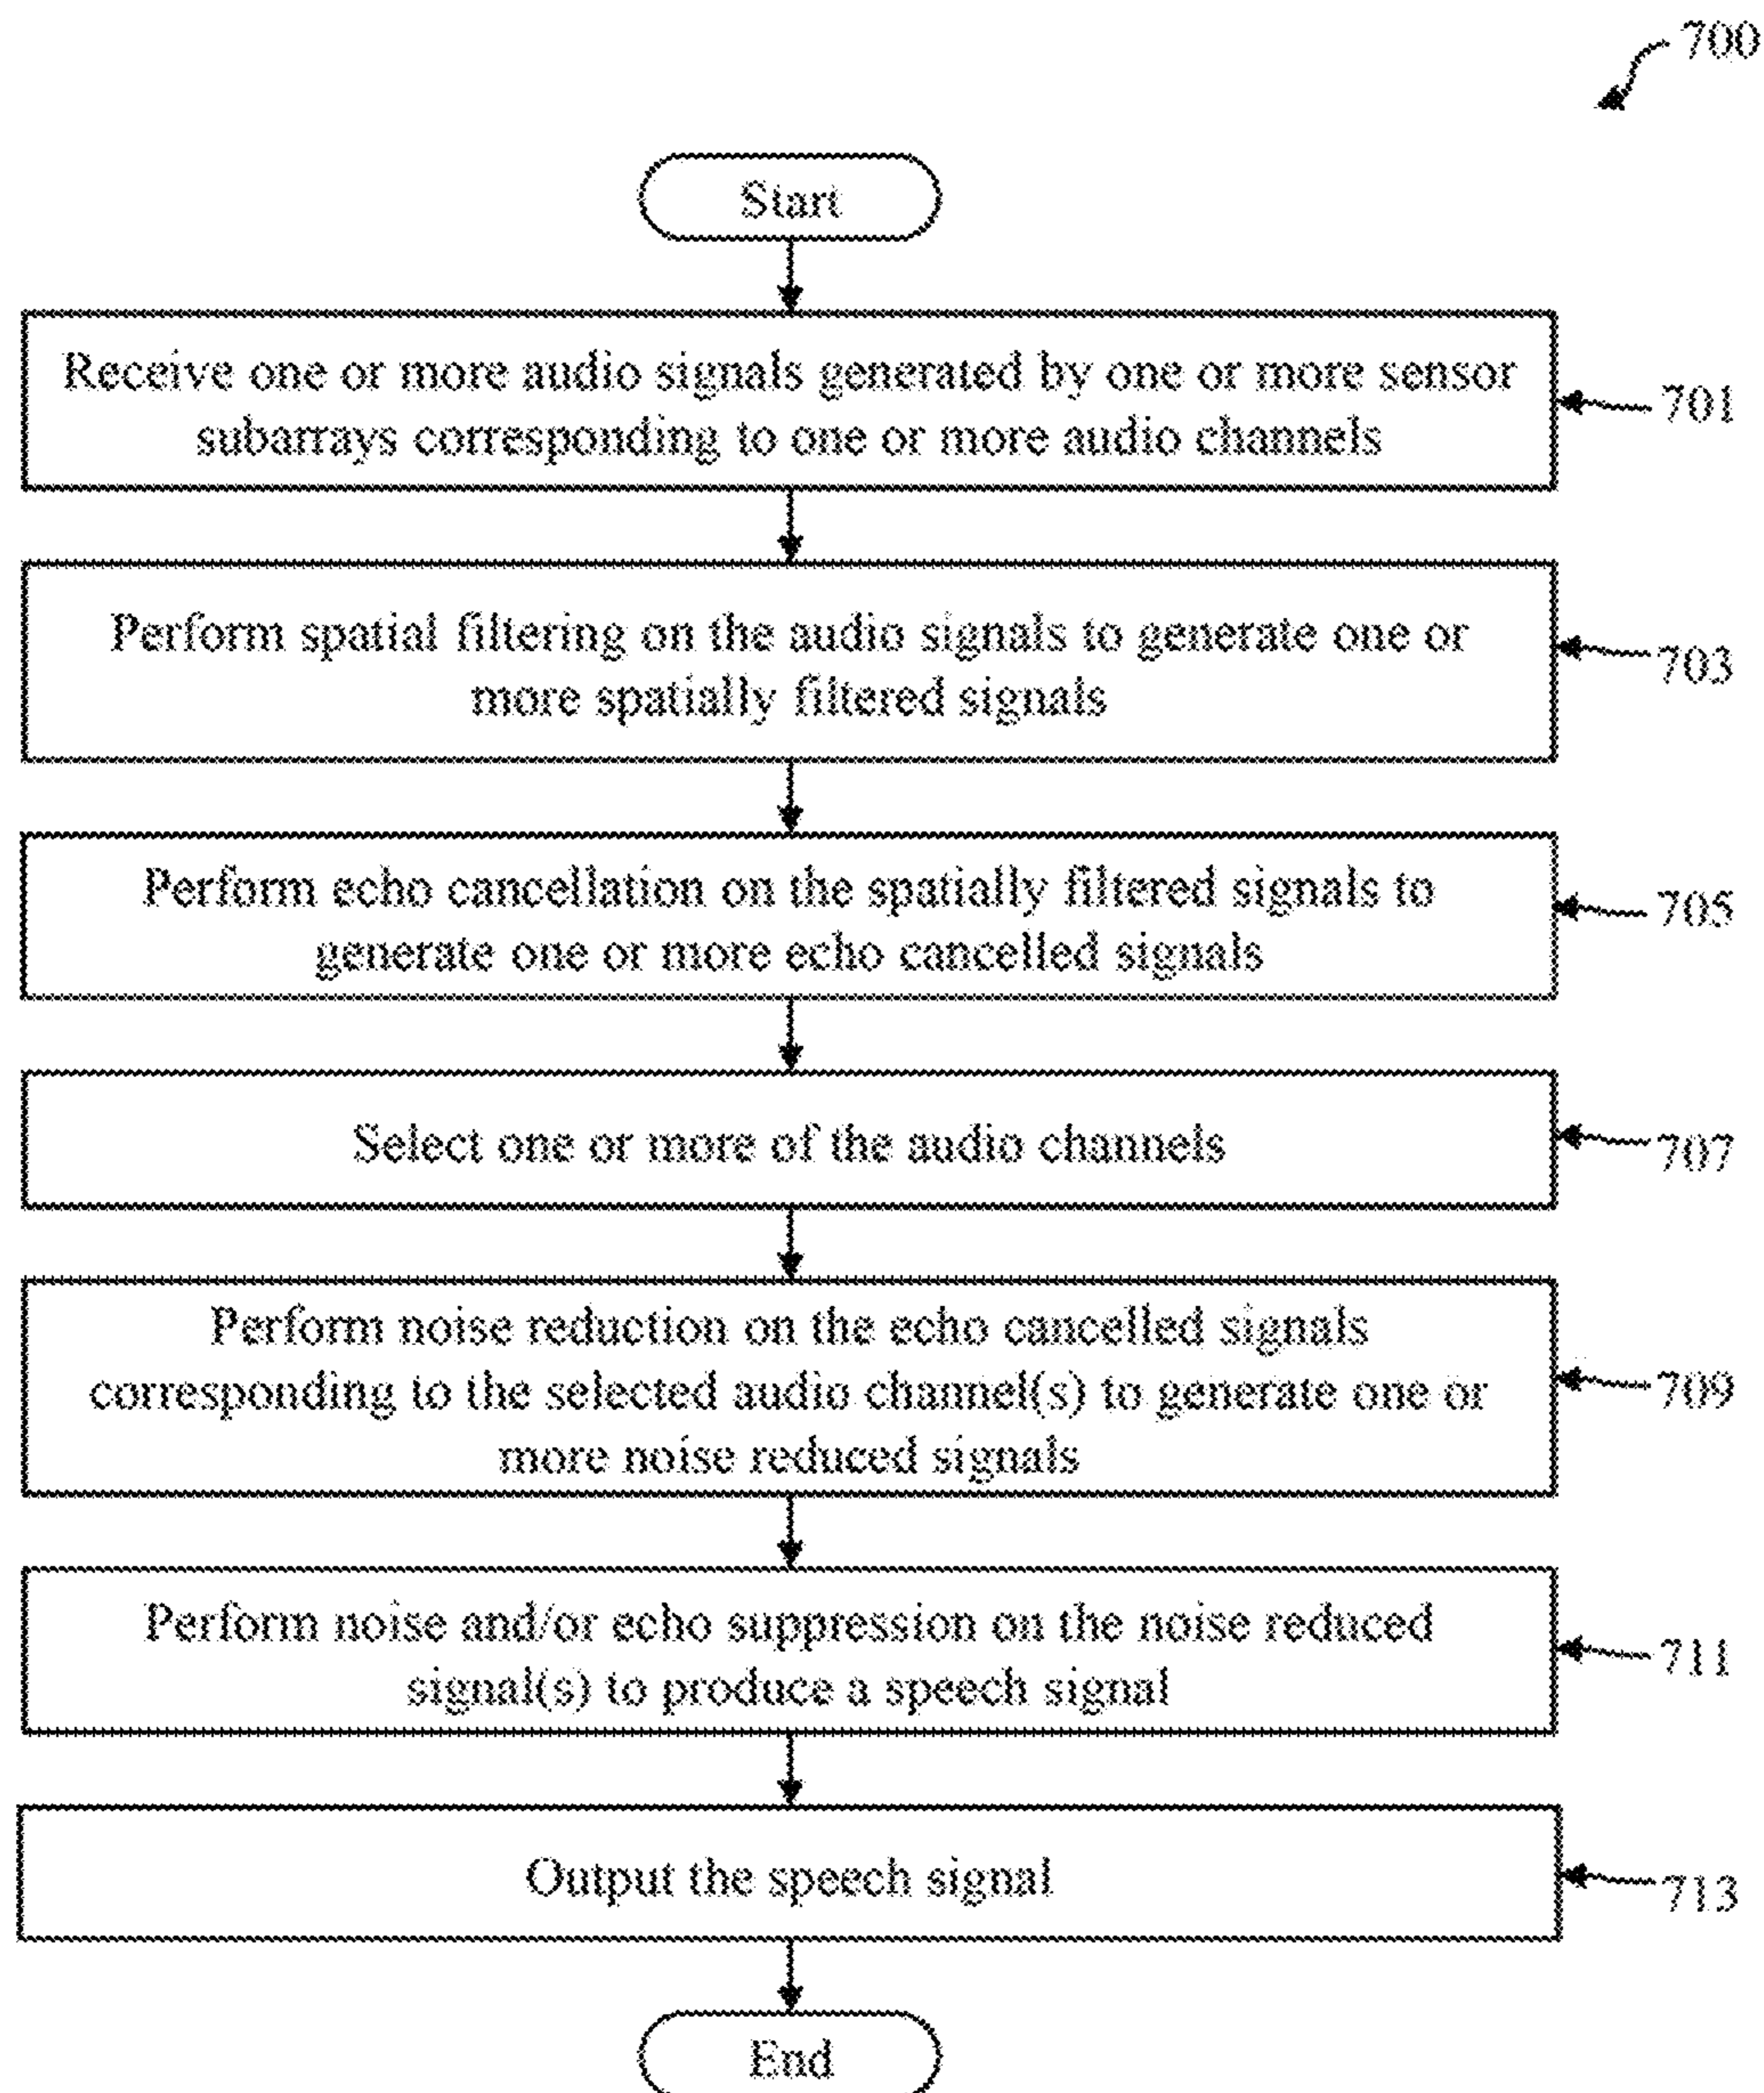 700
Start
Receive one or more audio signals generated by one or more sensor
subarrays corresponding to one or more audio channels
701
Perform spatial filtering on the audio signals to generate one or
more spatially filtered signals
703
Perform echo cancellation on the spatially filtered signals to
generate one or more echo cancelled signals
705
Select one or more of the audio channels
707
Perform noise reduction on the echo cancelled signals
corresponding to the selected audio channel(s) to generate one or
more noise reduced signals
709
Perform noise and/or echo suppression on the noise reduced
signal(s) to produce a speech signal
711
Output the speech signal
713
End